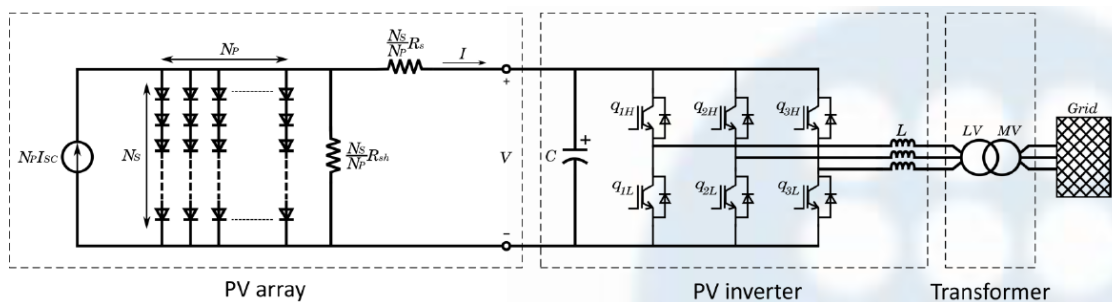 N_P
N_S/N_P R_s
I
+
N_P I_SC
N_S
N_S/N_P R_sh
V
−
C
+
q_1H
q_2H
q_3H
q_1L
q_2L
q_3L
L
LV
MV
Grid
PV array
PV inverter
Transformer